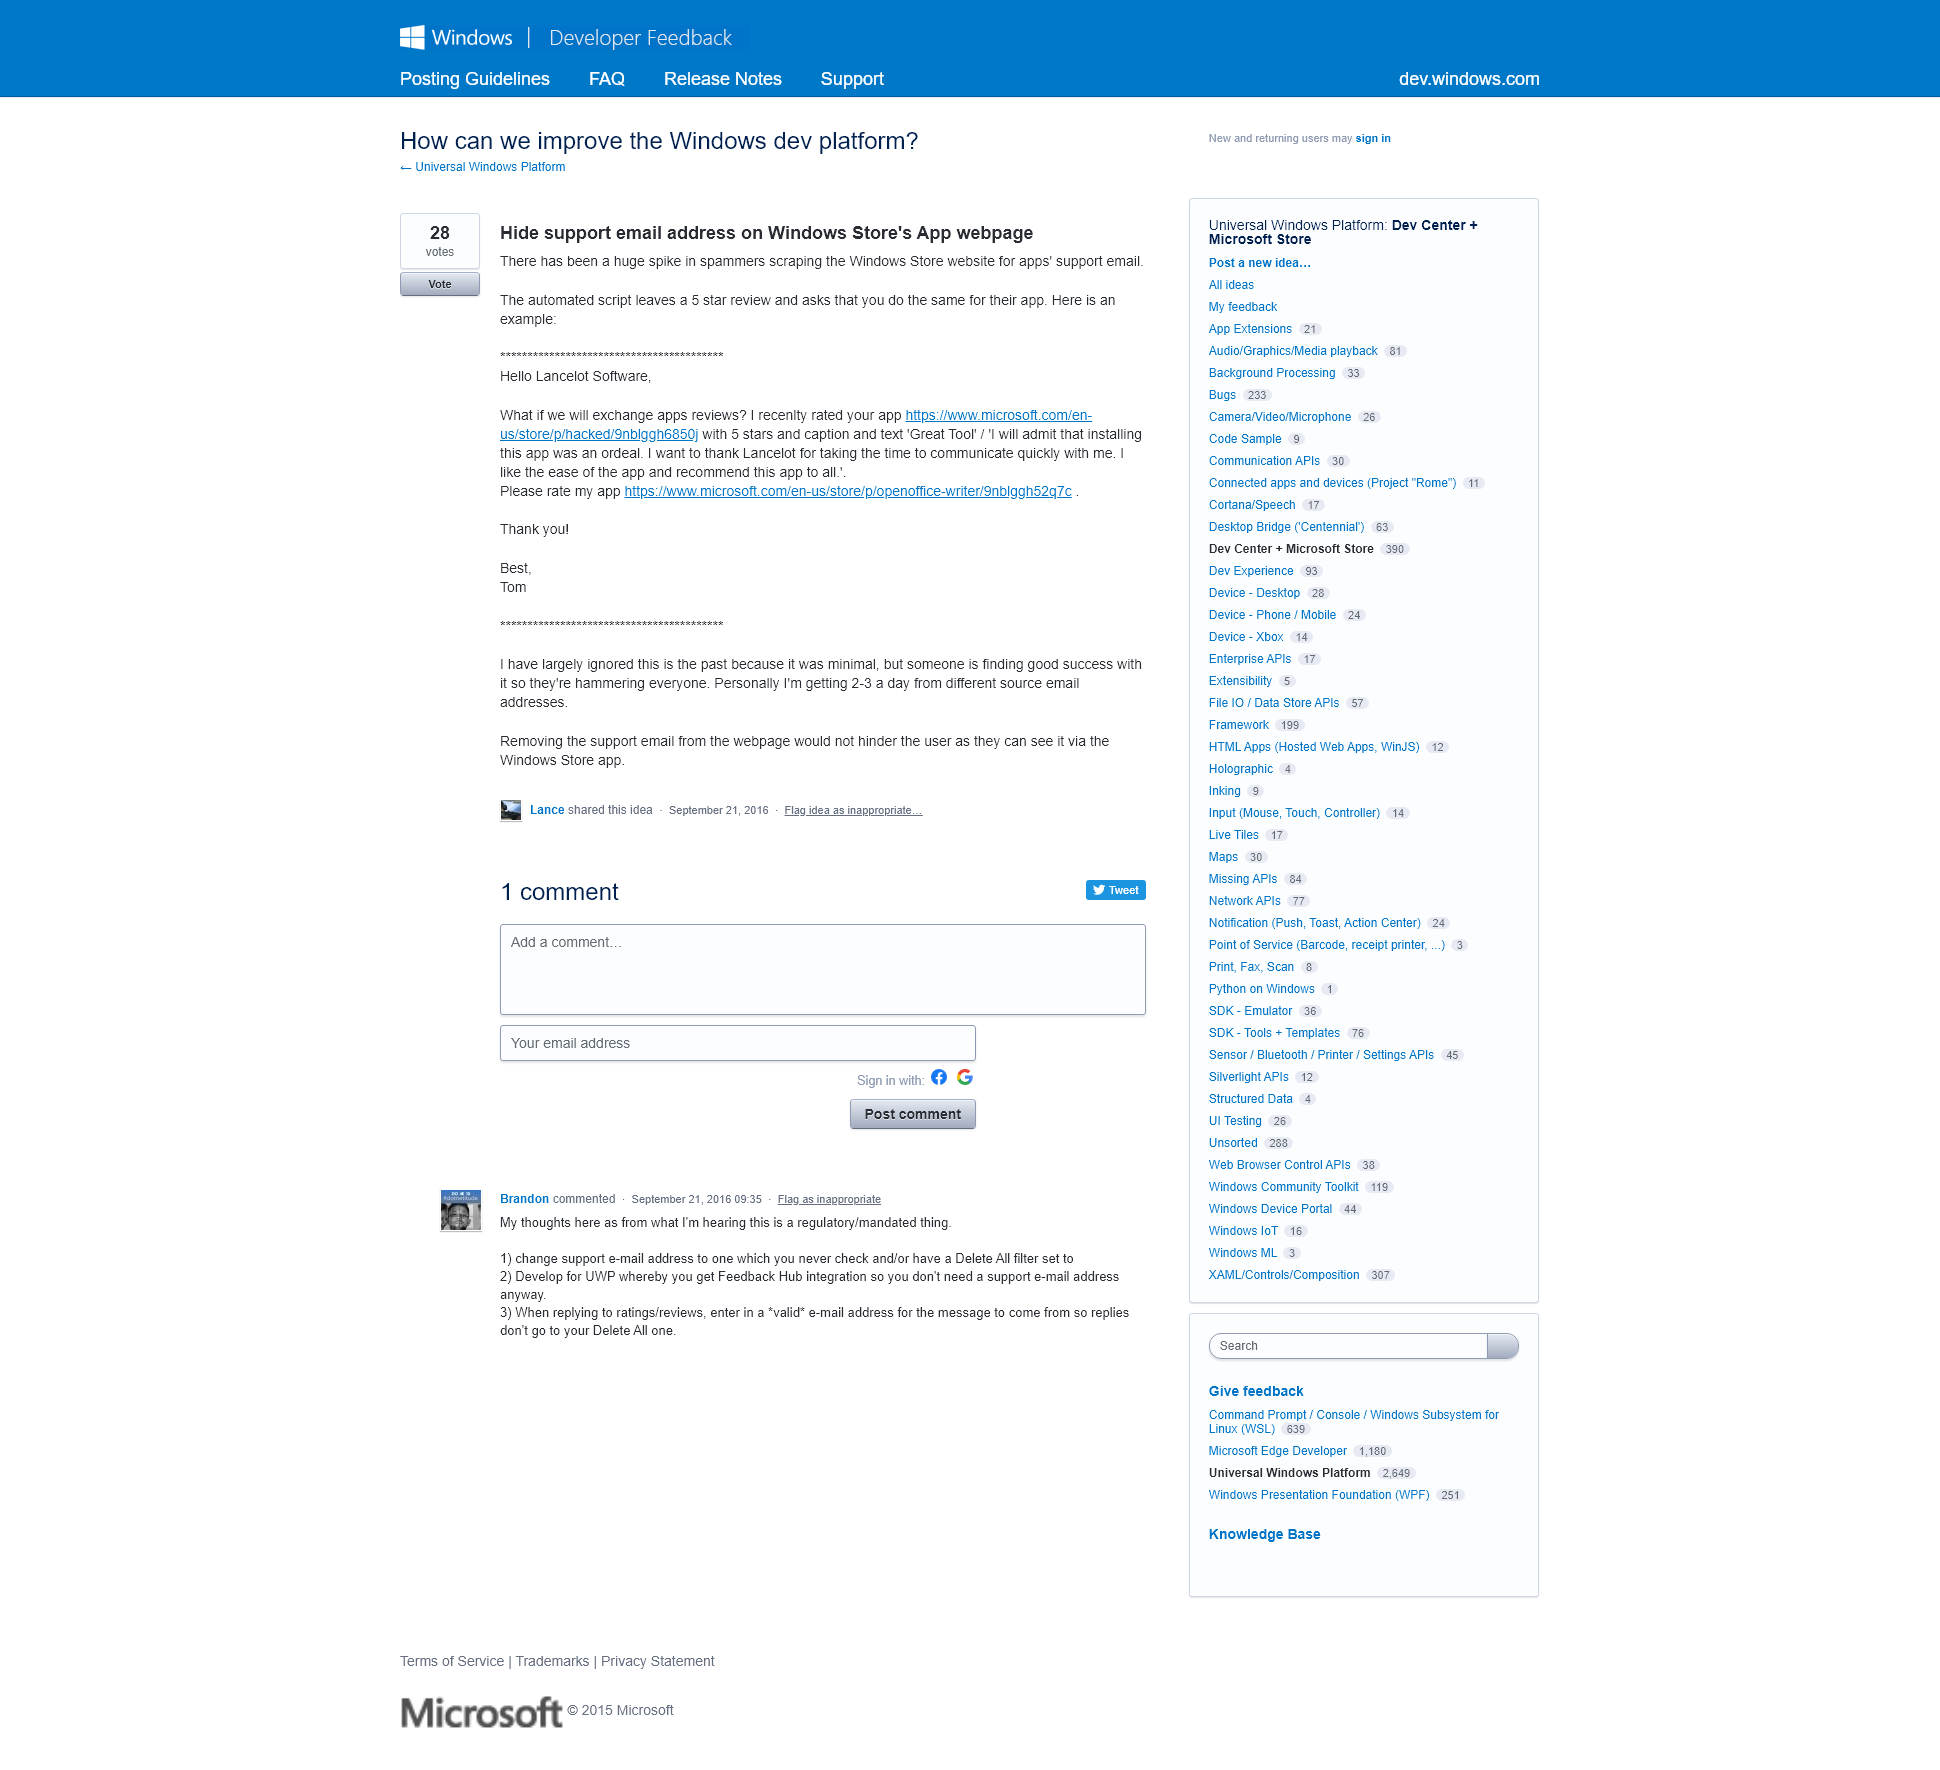 Windows | Developer Feedback
Posting Guidelines FAQ Release Notes Support dev.windows.com
How can we improve the Windows dev platform?
← Universal Windows Platform
New and returning users may sign in
28
votes
Vote
Hide support email address on Windows Store's App webpage
There has been a huge spike in spammers scraping the Windows Store website for apps' support email.
The automated script leaves a 5 star review and asks that you do the same for their app. Here is an
example:
*****************************************
Hello Lancelot Software,
What if we will exchange apps reviews? I recenlty rated your app https://www.microsoft.com/en-
us/store/p/hacked/9nblggh6850j with 5 stars and caption and text 'Great Tool' / 'I will admit that installing
this app was an ordeal. I want to thank Lancelot for taking the time to communicate quickly with me. I
like the ease of the app and recommend this app to all.'.
Please rate my app https://www.microsoft.com/en-us/store/p/openoffice-writer/9nblggh52q7c .
Thank you!
Best,
Tom
*****************************************
I have largely ignored this is the past because it was minimal, but someone is finding good success with
it so they're hammering everyone. Personally I'm getting 2-3 a day from different source email
addresses.
Removing the support email from the webpage would not hinder the user as they can see it via the
Windows Store app.
Lance shared this idea · September 21, 2016 · Flag idea as inappropriate…
1 comment
Tweet
Add a comment…
Your email address
Sign in with:
Post comment
Brandon commented · September 21, 2016 09:35 · Flag as inappropriate
My thoughts here as from what I'm hearing this is a regulatory/mandated thing.
1) change support e-mail address to one which you never check and/or have a Delete All filter set to
2) Develop for UWP whereby you get Feedback Hub integration so you don't need a support e-mail address
anyway.
3) When replying to ratings/reviews, enter in a *valid* e-mail address for the message to come from so replies
don't go to your Delete All one.
Universal Windows Platform: Dev Center +
Microsoft Store
Post a new idea…
All ideas
My feedback
App Extensions 21
Audio/Graphics/Media playback 81
Background Processing 33
Bugs 233
Camera/Video/Microphone 26
Code Sample 9
Communication APIs 30
Connected apps and devices (Project "Rome") 11
Cortana/Speech 17
Desktop Bridge ('Centennial') 63
Dev Center + Microsoft Store 390
Dev Experience 93
Device - Desktop 28
Device - Phone / Mobile 24
Device - Xbox 14
Enterprise APIs 17
Extensibility 5
File IO / Data Store APIs 57
Framework 199
HTML Apps (Hosted Web Apps, WinJS) 12
Holographic 4
Inking 9
Input (Mouse, Touch, Controller) 14
Live Tiles 17
Maps 30
Missing APIs 84
Network APIs 77
Notification (Push, Toast, Action Center) 24
Point of Service (Barcode, receipt printer, ...) 3
Print, Fax, Scan 8
Python on Windows 1
SDK - Emulator 36
SDK - Tools + Templates 76
Sensor / Bluetooth / Printer / Settings APIs 45
Silverlight APIs 12
Structured Data 4
UI Testing 26
Unsorted 288
Web Browser Control APIs 38
Windows Community Toolkit 119
Windows Device Portal 44
Windows IoT 16
Windows ML 3
XAML/Controls/Composition 307
Search
Give feedback
Command Prompt / Console / Windows Subsystem for
Linux (WSL) 639
Microsoft Edge Developer 1,180
Universal Windows Platform 2,649
Windows Presentation Foundation (WPF) 251
Knowledge Base
Terms of Service | Trademarks | Privacy Statement
Microsoft © 2015 Microsoft